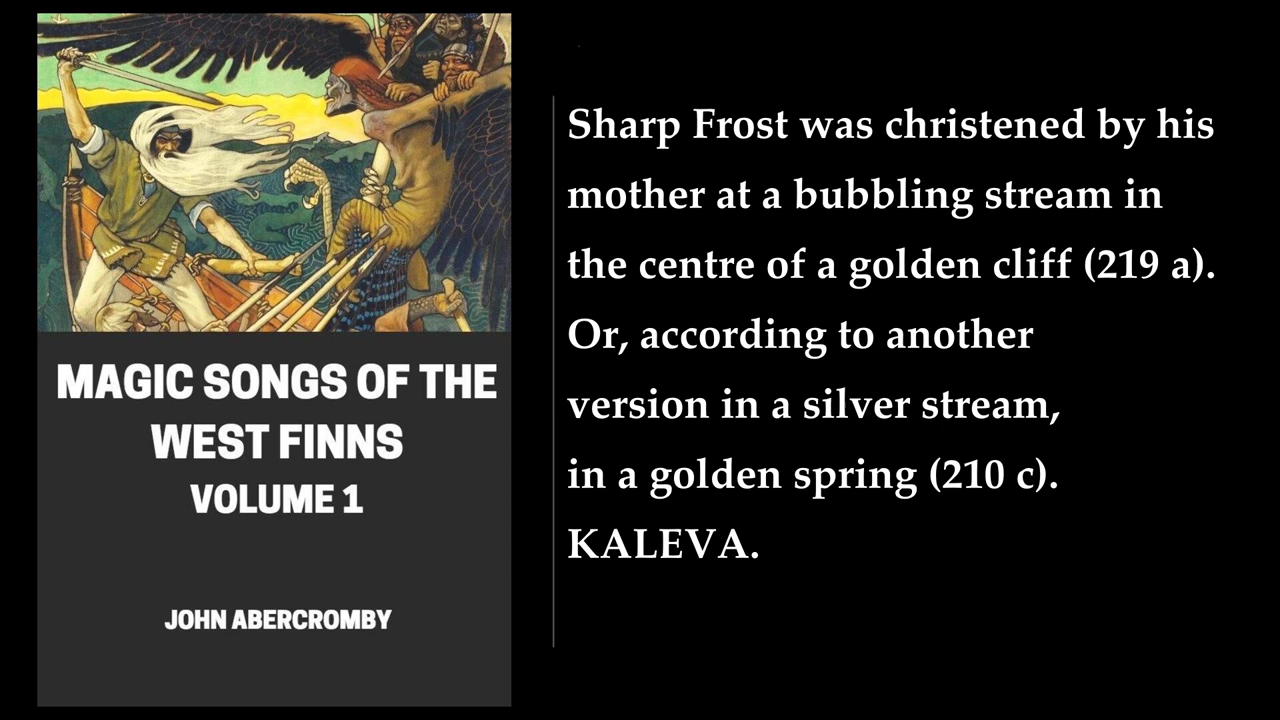 MAGIC SONGS OF THE
WEST FINNS
VOLUME 1
JOHN ABERCROMBY
Sharp Frost was christened by his
mother at a bubbling stream in
the centre of a golden cliff (219 a).
Or, according to another
version in a silver stream,
in a golden spring (210 c).
KALEVA.